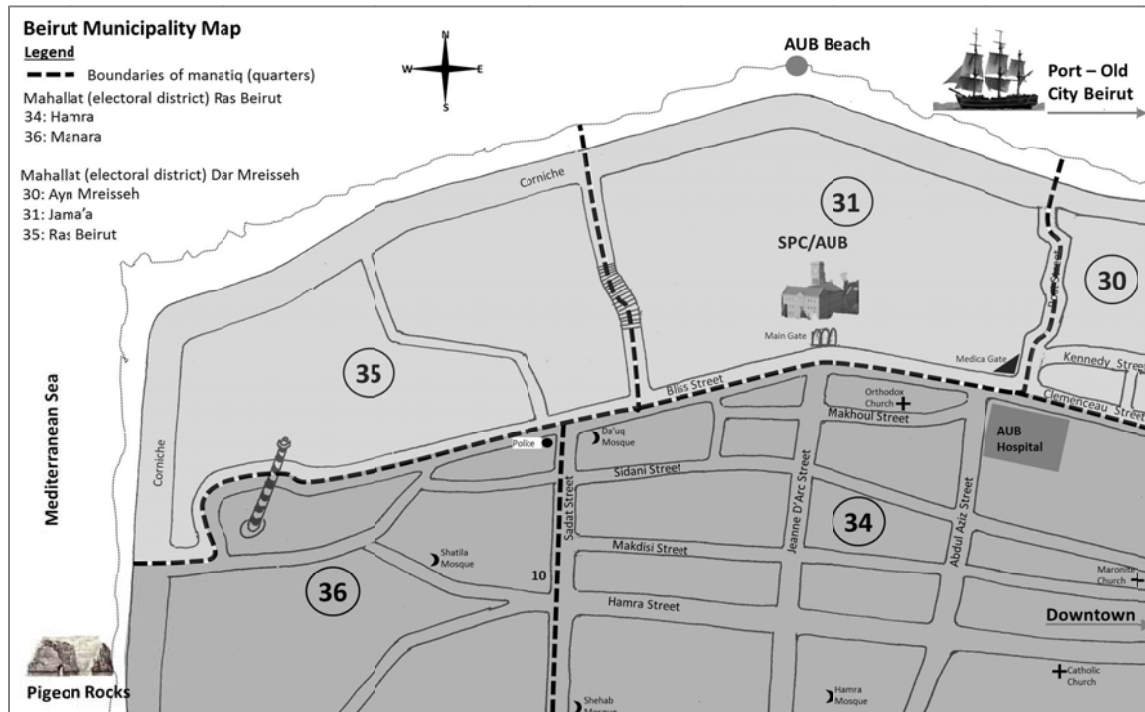 Beirut Municipality Map
Legend
Boundaries of manatiq (quarters)
Mahallat (electoral district) Ras Beirut
34: Hamra
36: Manara
Mahallat (electoral district) Dar Mreisseh
30: Ayn Mreisseh
31: Jama'a
35: Ras Beirut
N
W
E
S
AUB Beach
Port – Old
City Beirut
Corniche
31
SPC/AUB
Main Gate
30
Street
Medica Gate
Kennedy Street
Clemenceau Street
35
Bliss Street
Orthodox
Church
Makhoul Street
AUB
Hospital
Police
Da'uq
Mosque
Sidani Street
Mediterranean Sea
Corniche
Sadat Street
Jeanne D'Arc Street
34
Abdul Aziz Street
Makdisi Street
Shatila
Mosque
10
36
Hamra Street
Maronite
Church
Downtown
Pigeon Rocks
Catholic
Church
Shehab
Mosque
Hamra
Mosque